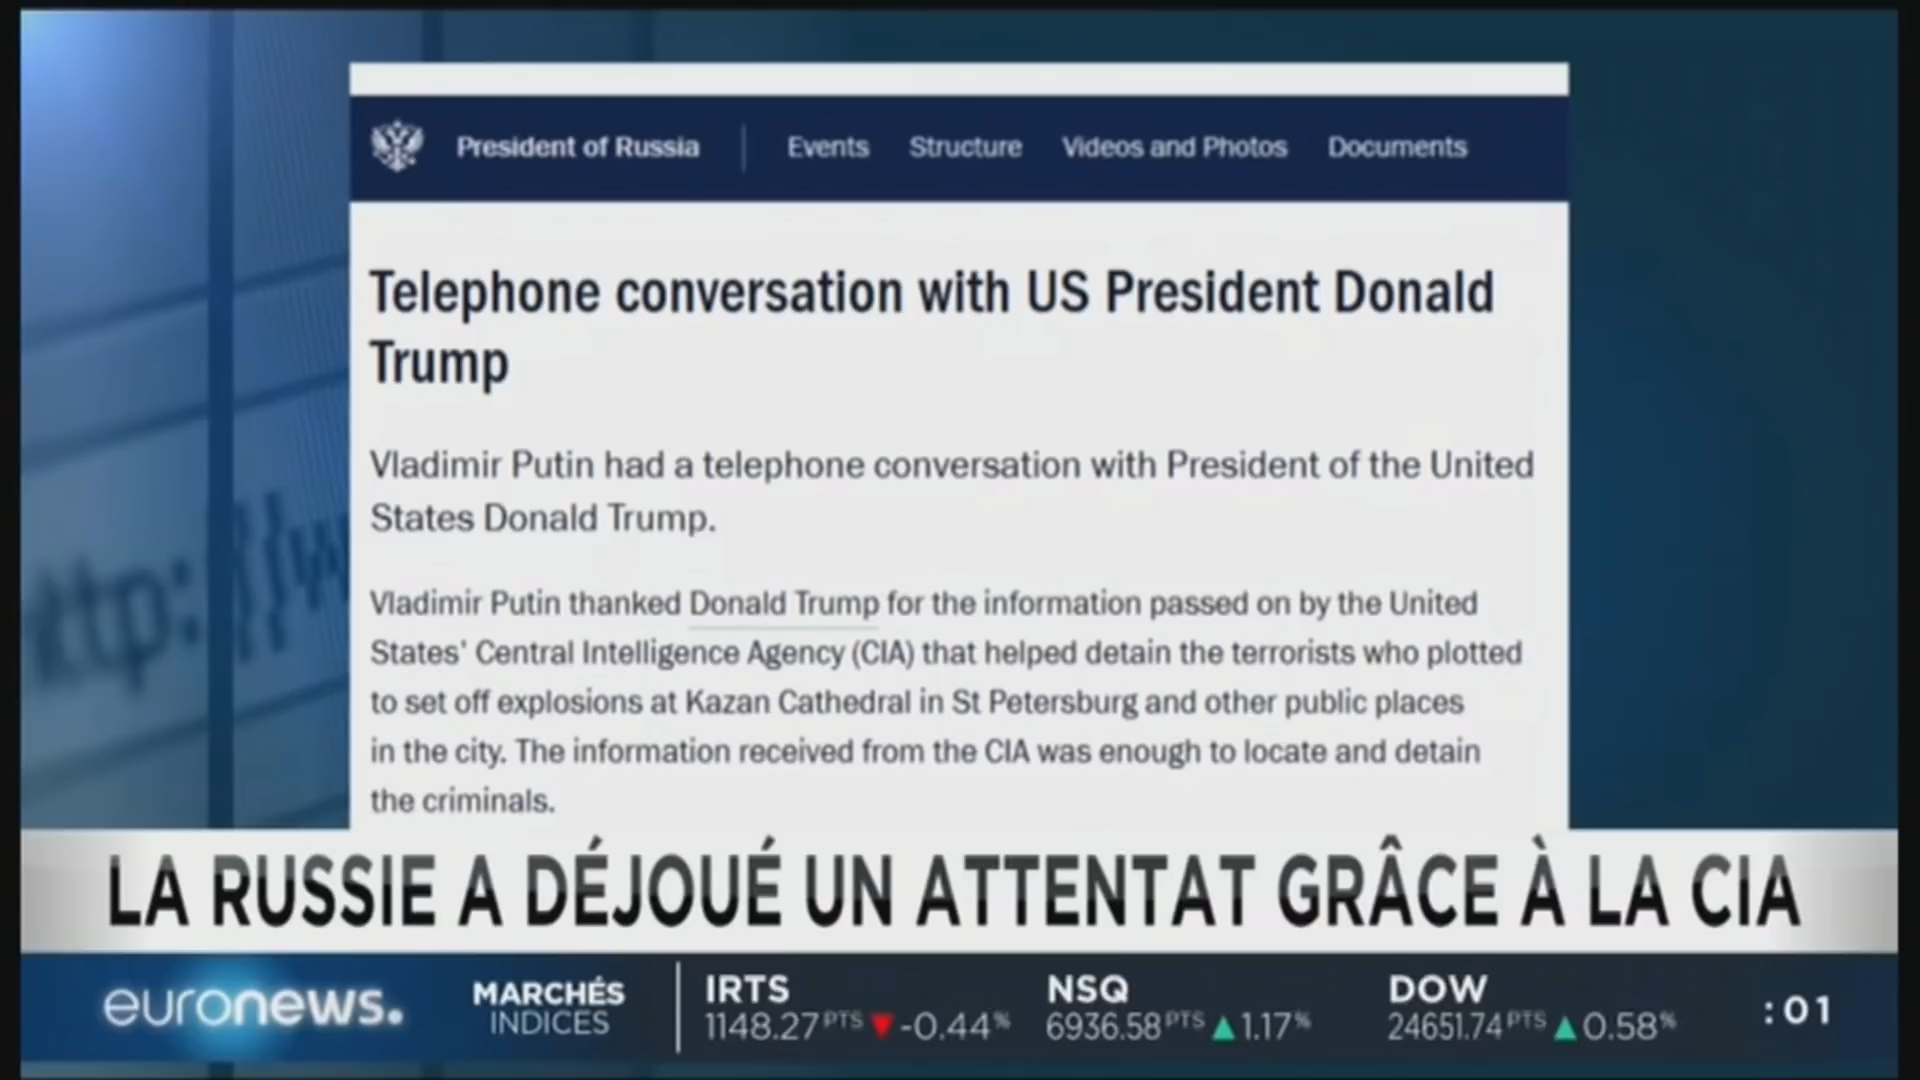 President of Russia Events Structure Videos and Photos Documents
Telephone conversation with US President Donald
Trump
Vladimir Putin had a telephone conversation with President of the United
States Donald Trump.
Vladimir Putin thanked Donald Trump for the information passed on by the United
States' Central Intelligence Agency (CIA) that helped detain the terrorists who plotted
to set off explosions at Kazan Cathedral in St Petersburg and other public places
in the city. The information received from the CIA was enough to locate and detain
the criminals.
ttp://w
LA RUSSIE A DÉJOUÉ UN ATTENTAT GRÂCE À LA CIA
euronews.
MARCHÉS
INDICES
IRTS
1148.27 PTS ▼ -0.44%
NSQ
6936.58 PTS ▲ 1.17%
DOW
24651.74 PTS ▲ 0.58%
:01